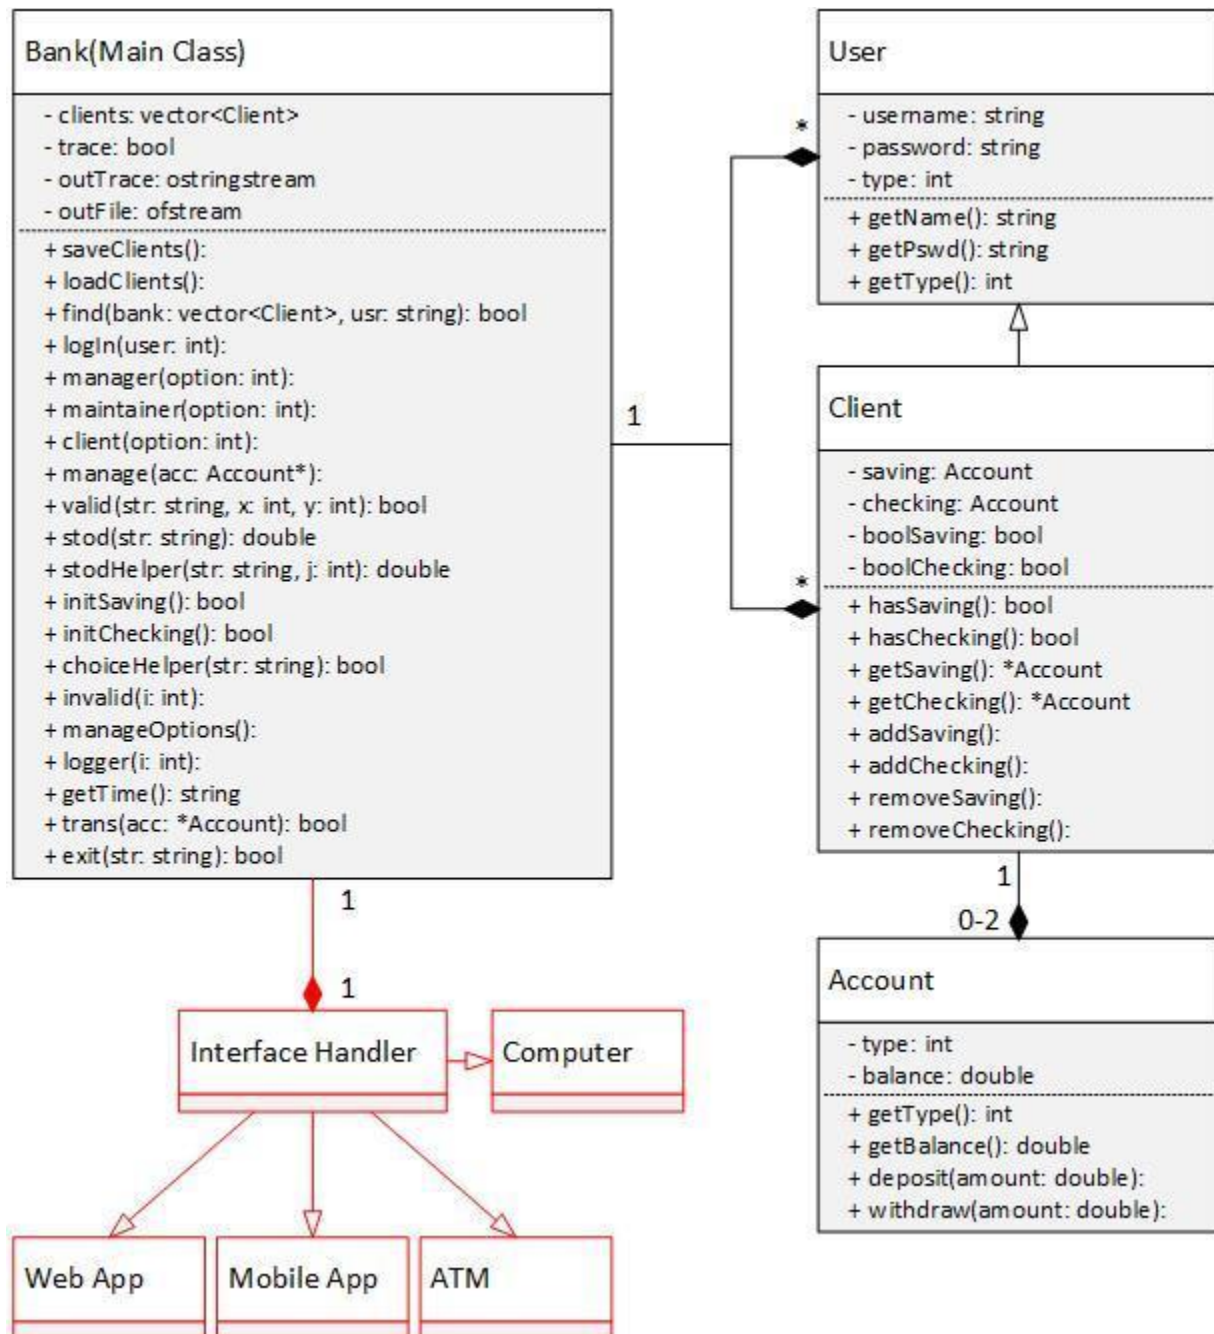 Bank(Main Class)
- clients: vector<Client>
- trace: bool
- outTrace: ostringstream
- outFile: ofstream
+ saveClients():
+ loadClients():
+ find(bank: vector<Client>, usr: string): bool
+ logIn(user: int):
+ manager(option: int):
+ maintainer(option: int):
+ client(option: int):
+ manage(acc: Account*):
+ valid(str: string, x: int, y: int): bool
+ stod(str: string): double
+ stodHelper(str: string, j: int): double
+ initSaving(): bool
+ initChecking(): bool
+ choiceHelper(str: string): bool
+ invalid(i: int):
+ manageOptions():
+ logger(i: int):
+ getTime(): string
+ trans(acc: *Account): bool
+ exit(str: string): bool
User
- username: string
- password: string
- type: int
+ getName(): string
+ getPswd(): string
+ getType(): int
*
1
*
Client
- saving: Account
- checking: Account
- boolSaving: bool
- boolChecking: bool
+ hasSaving(): bool
+ hasChecking(): bool
+ getSaving(): *Account
+ getChecking(): *Account
+ addSaving():
+ addChecking():
+ removeSaving():
+ removeChecking():
1
0-2
Account
- type: int
- balance: double
+ getType(): int
+ getBalance(): double
+ deposit(amount: double):
+ withdraw(amount: double):
1
1
Interface Handler
Computer
Web App
Mobile App
ATM